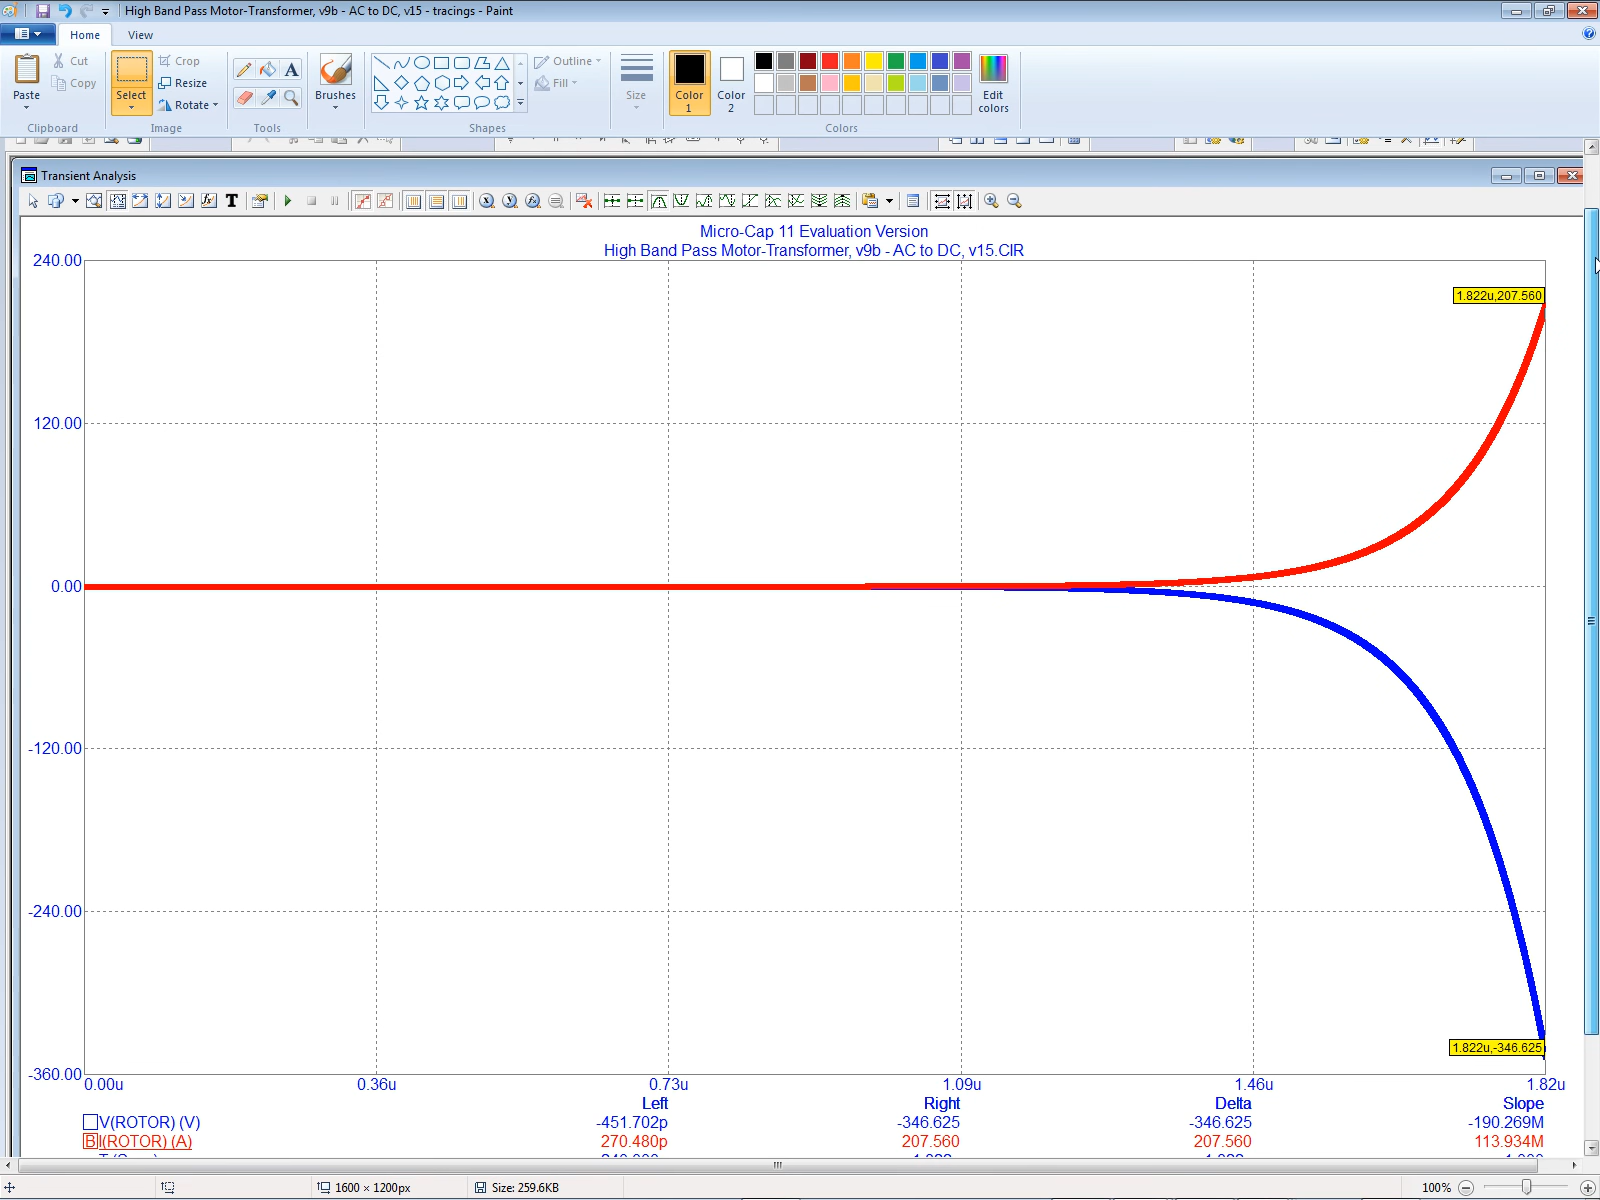 High Band Pass Motor-Transformer, v9b - AC to DC, v15 - tracings - Paint
Home View
Paste
Cut
Copy
Clipboard
Select
Crop
Resize
Rotate
Image
A
Tools
Brushes
Shapes
Outline
Fill
Size
Color 1
Color 2
Edit colors
Colors
Transient Analysis
T
Micro-Cap 11 Evaluation Version
High Band Pass Motor-Transformer, v9b - AC to DC, v15.CIR
240.00
1.822u,207.560
120.00
0.00
-120.00
-240.00
1.822u,-346.625
-360.00
0.00u 0.36u 0.73u 1.09u 1.46u 1.82u
Left Right Delta Slope
V(ROTOR) (V) -451.702p -346.625 -346.625 -190.269M
B I(ROTOR) (A) 270.480p 207.560 207.560 113.934M
1600 × 1200px Size: 259.6KB 100%